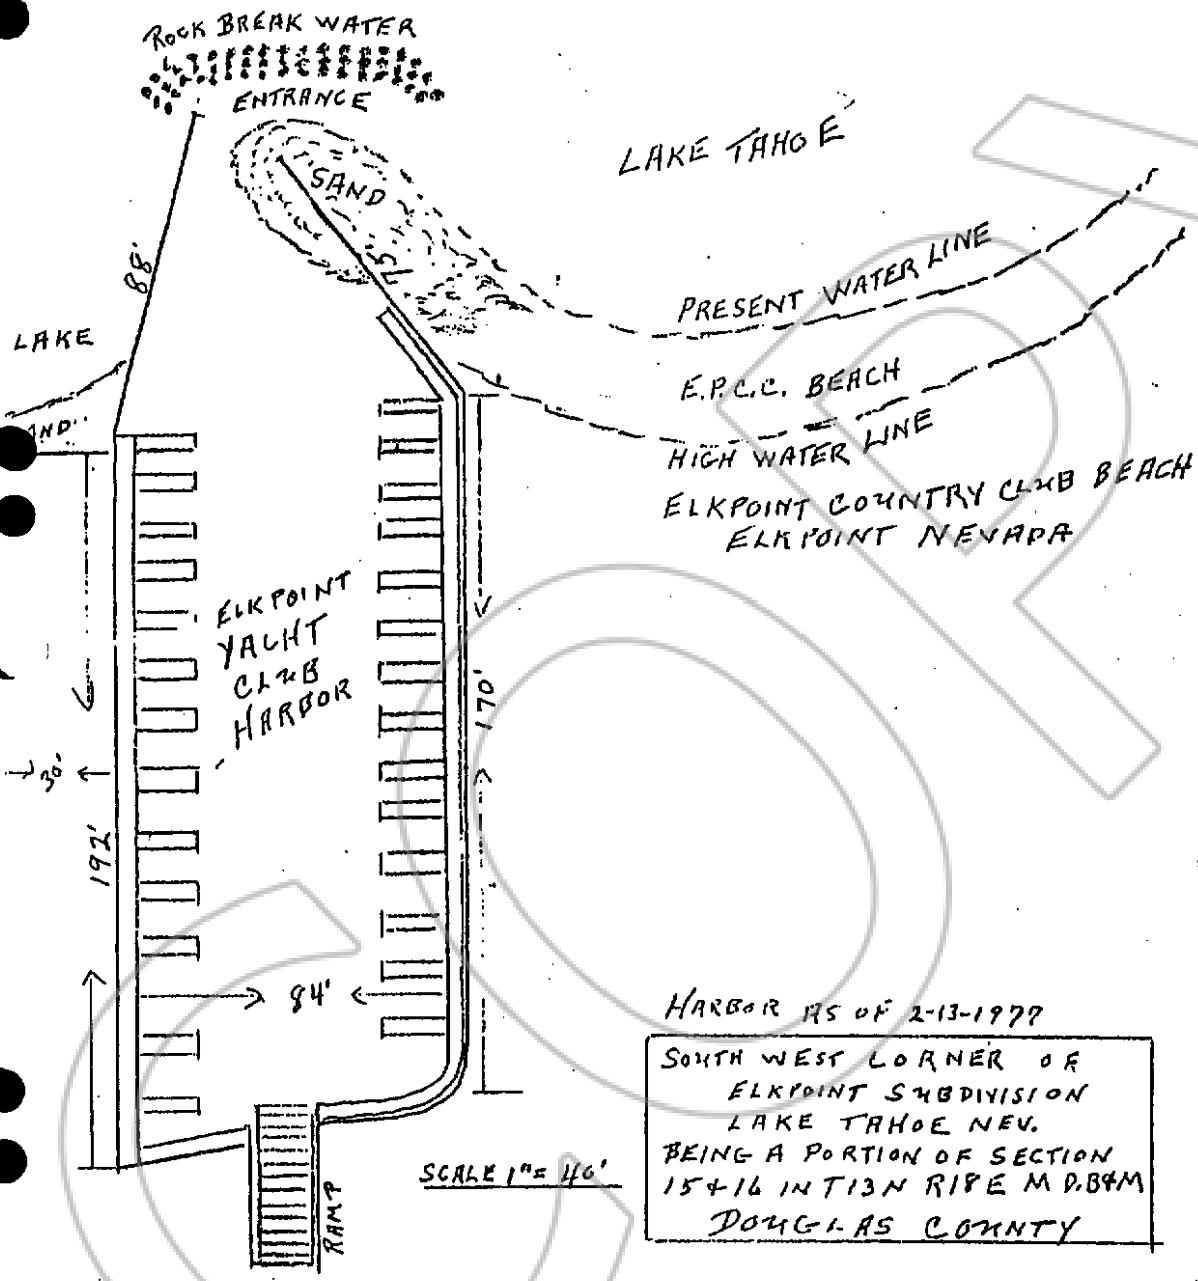 ROCK BREAK WATER
ENTRANCE
LAKE TAHOE
SAND
75'
88'
LAKE
PRESENT WATER LINE
E.P.C.C. BEACH
HIGH WATER LINE
ELKPOINT COUNTRY CLUB BEACH
ELKPOINT NEVADA
ELKPOINT
YACHT
CLUB
HARBOR
170'
30'
192'
84'
HARBOR AS OF 2-13-1977
SOUTH WEST CORNER OF
ELKPOINT SUBDIVISION
LAKE TAHOE NEV.
BEING A PORTION OF SECTION
15 & 16 IN T13N R18E M D.B&M
DOUGLAS COUNTY
SCALE 1"= 40'
RAMP
COPY